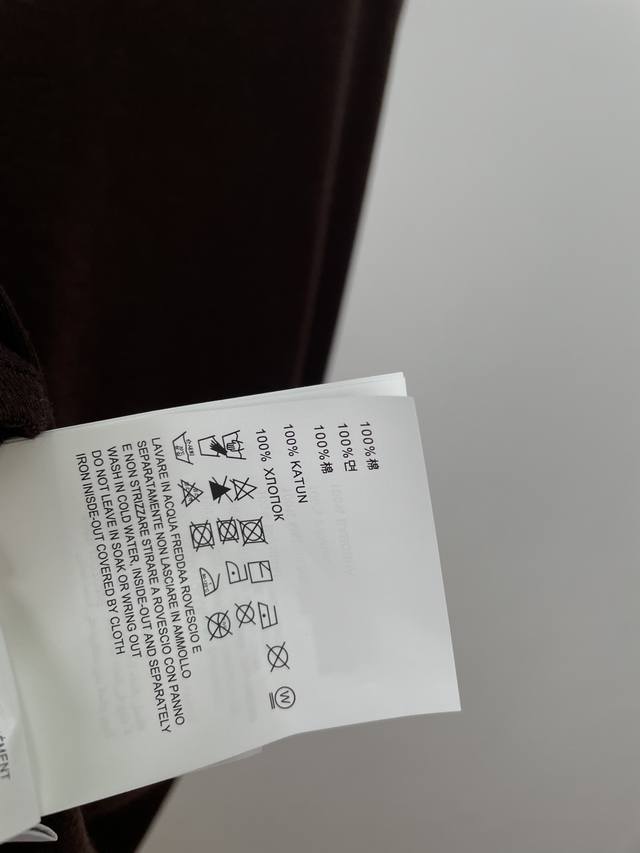 100%棉
100%면
100%棉
100% KATUN
100% ХЛОПОК
W
LAVARE IN ACQUA FREDDAA ROVESCIO E
SEPARATAMENTE NON LASCIARE IN AMMOLLO
E NON STRIZZARE STIRARE A ROVESCIO CON PANNO
WASH IN COLD WATER, INSIDE-OUT AND SEPARATELY
DO NOT LEAVE IN SOAK OR WRING OUT
IRON INISDE-OUT COVERED BY CLOTH